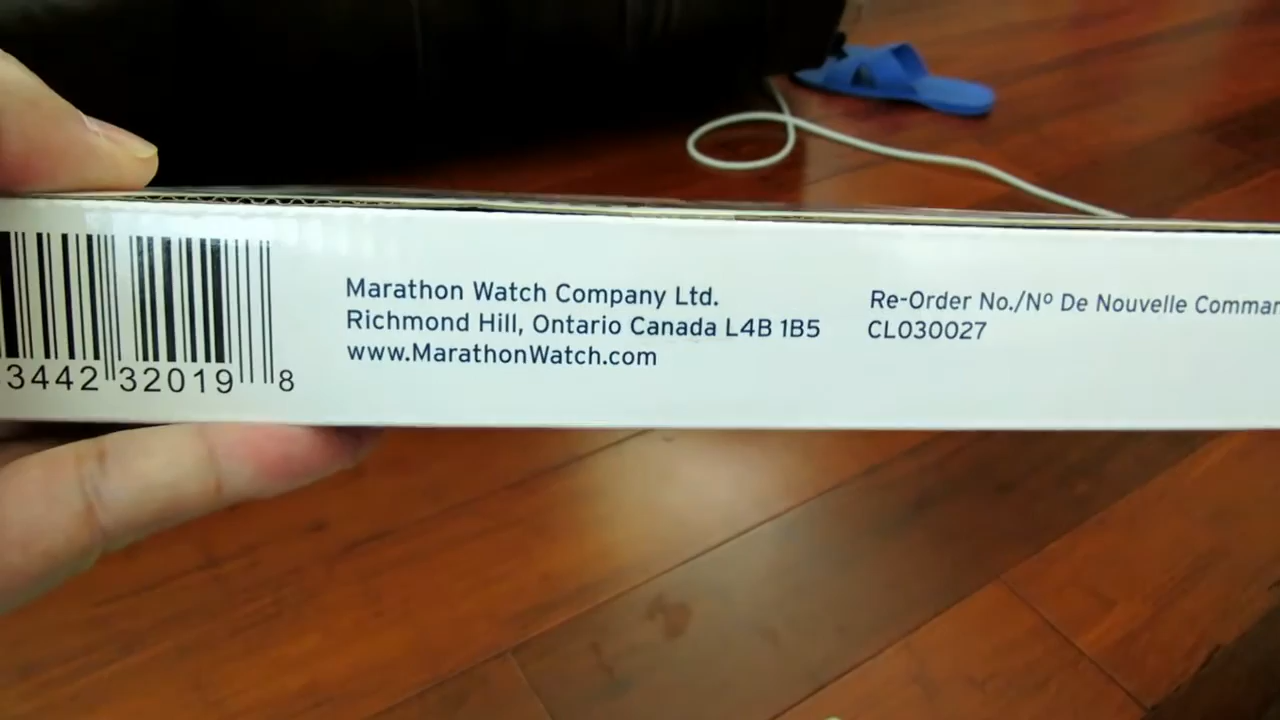 Marathon Watch Company Ltd.
Richmond Hill, Ontario Canada L4B 1B5
www.MarathonWatch.com
Re-Order No./Nº De Nouvelle
CL030027
3442 32019 8